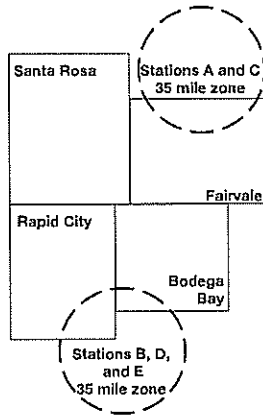 Santa Rosa
Stations A and C
35 mile zone
Fairvale
Rapid City
Bodega
Bay
Stations B, D,
and E
35 mile zone